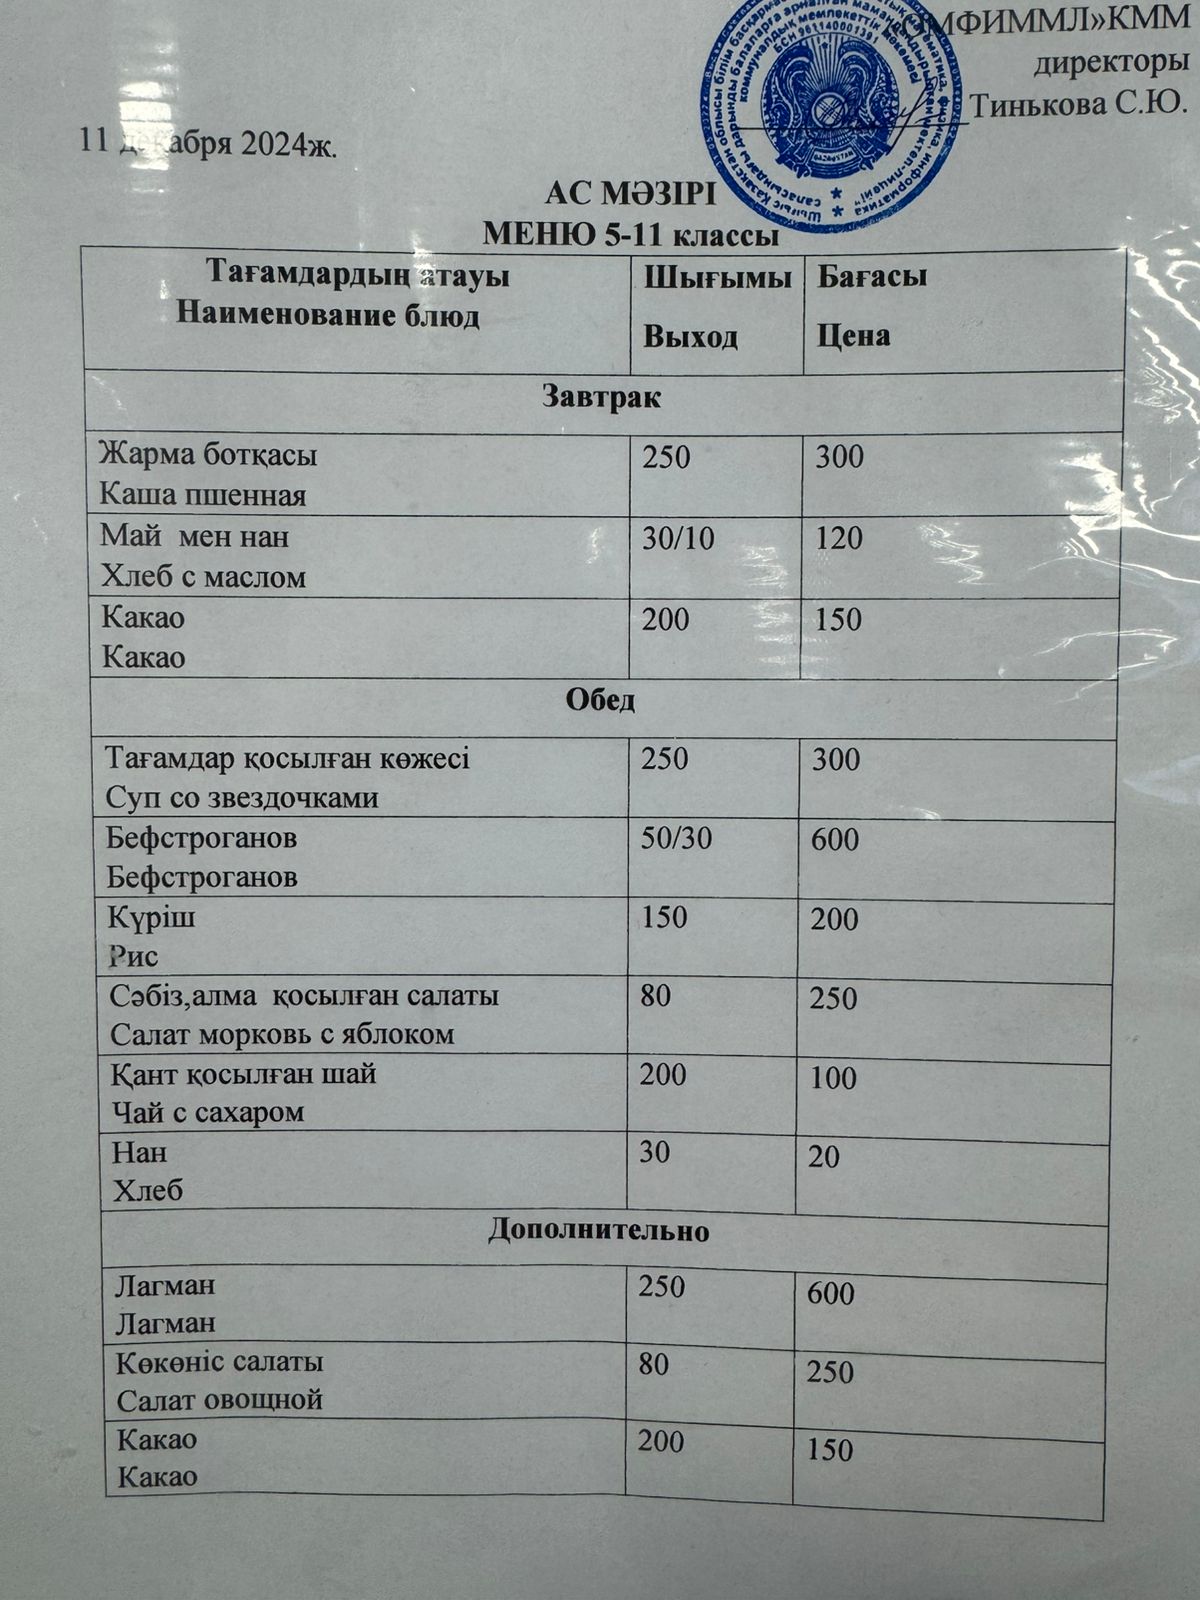 «ӨМФИММЛ»КММ
директоры
Тинькова С.Ю.
11 декабря 2024ж.
АС МӘЗІРІ
МЕНЮ 5-11 классы
Тағамдардың атауы
Наименование блюд
Шығымы
Выход
Бағасы
Цена
Завтрак
Жарма ботқасы
Каша пшенная
250
300
Май мен нан
Хлеб с маслом
30/10
120
Какао
Какао
200
150
Обед
Тағамдар қосылған көжесі
Суп со звездочками
250
300
Бефстроганов
Бефстроганов
50/30
600
Күріш
Рис
150
200
Сәбіз,алма қосылған салаты
Салат морковь с яблоком
80
250
Қант қосылған шай
Чай с сахаром
200
100
Нан
Хлеб
30
20
Дополнительно
Лагман
Лагман
250
600
Көкөніс салаты
Салат овощной
80
250
Какао
Какао
200
150